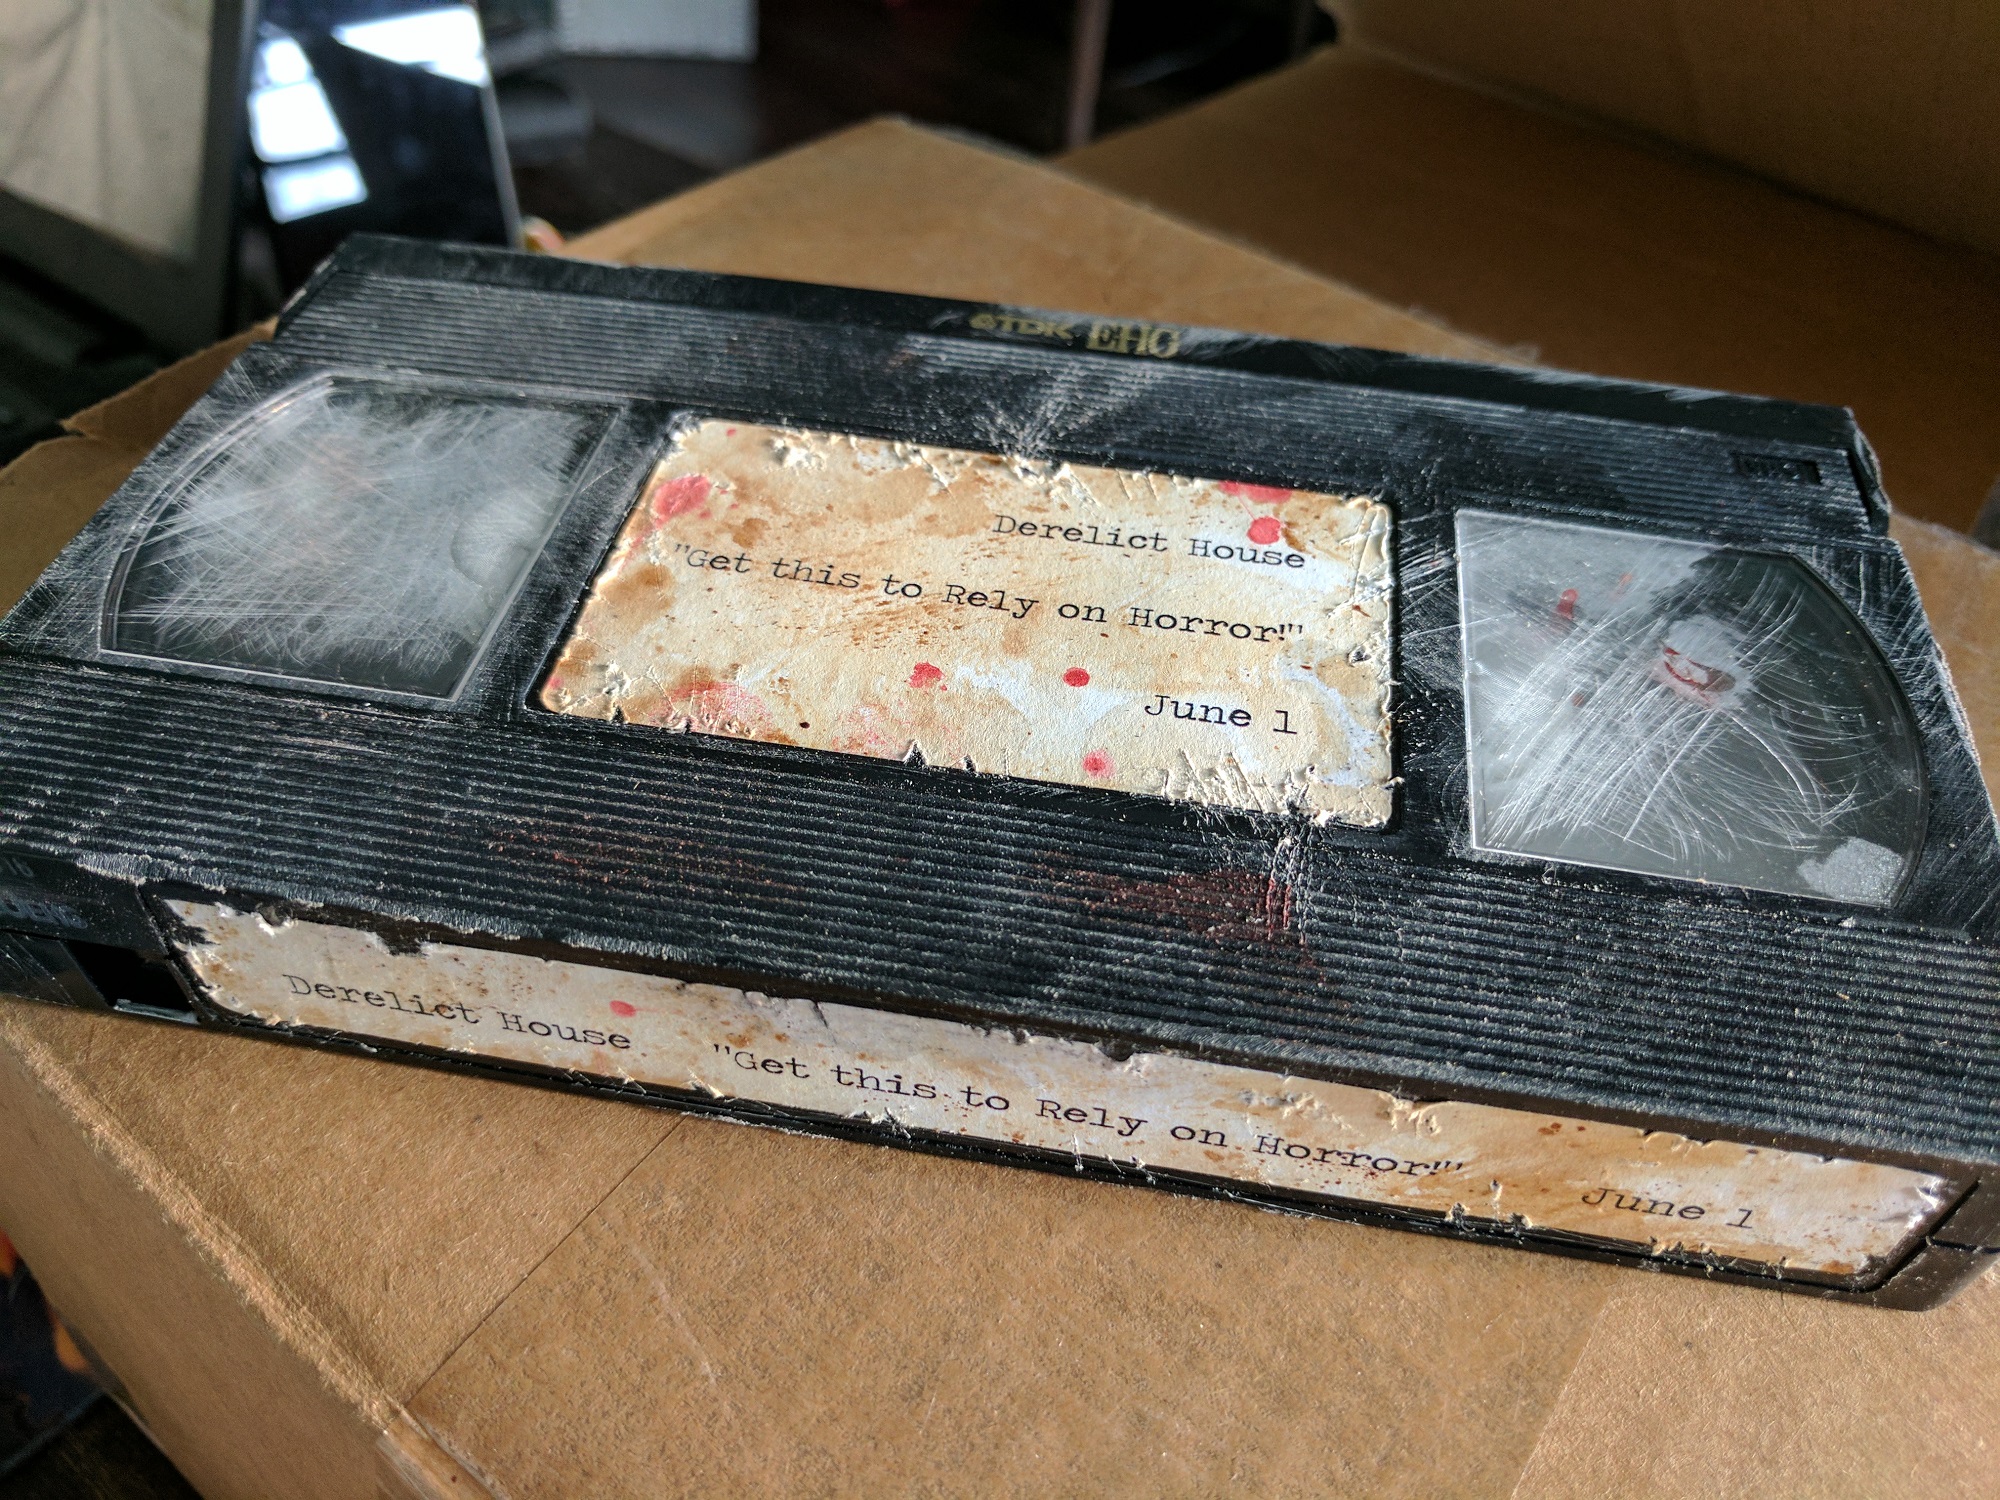 TDK EHG
Derelict House
"Get this to Rely on Horror!"
June 1
Derelict House
"Get this to Rely on Horror!"
June 1